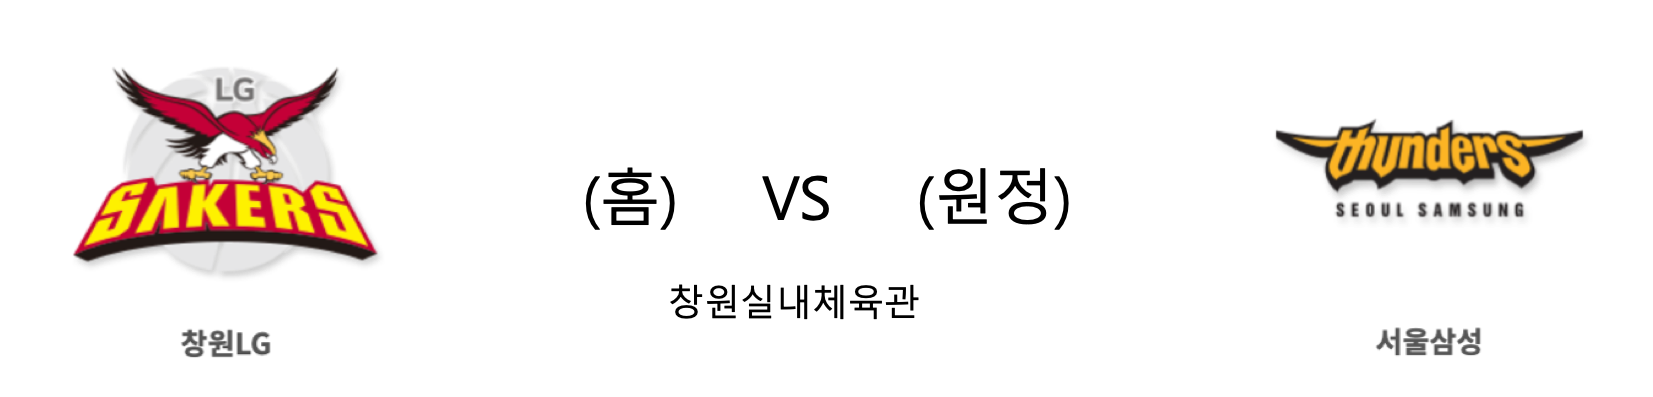 LG
SAKERS
창원LG
(홈) VS (원정)
창원실내체육관
thunders
SEOUL SAMSUNG
서울삼성